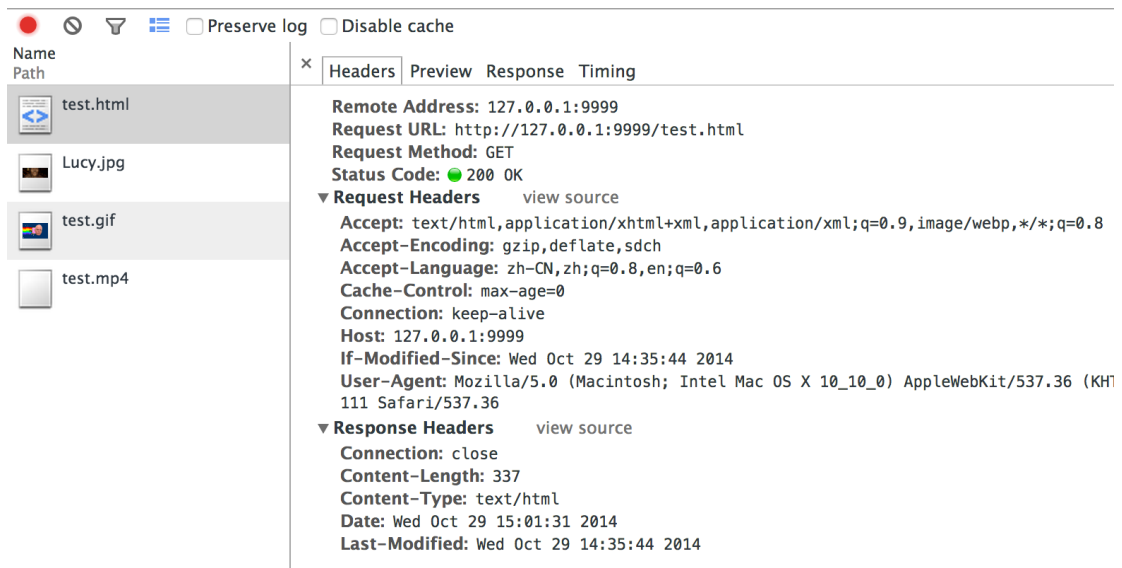 Preserve log Disable cache
Name
Path
test.html
Lucy.jpg
test.gif
test.mp4
× Headers Preview Response Timing
Remote Address: 127.0.0.1:9999
Request URL: http://127.0.0.1:9999/test.html
Request Method: GET
Status Code: 200 OK
Request Headers view source
Accept: text/html,application/xhtml+xml,application/xml;q=0.9,image/webp,*/*;q=0.8
Accept-Encoding: gzip,deflate,sdch
Accept-Language: zh-CN,zh;q=0.8,en;q=0.6
Cache-Control: max-age=0
Connection: keep-alive
Host: 127.0.0.1:9999
If-Modified-Since: Wed Oct 29 14:35:44 2014
User-Agent: Mozilla/5.0 (Macintosh; Intel Mac OS X 10_10_0) AppleWebKit/537.36 (KHT
111 Safari/537.36
Response Headers view source
Connection: close
Content-Length: 337
Content-Type: text/html
Date: Wed Oct 29 15:01:31 2014
Last-Modified: Wed Oct 29 14:35:44 2014